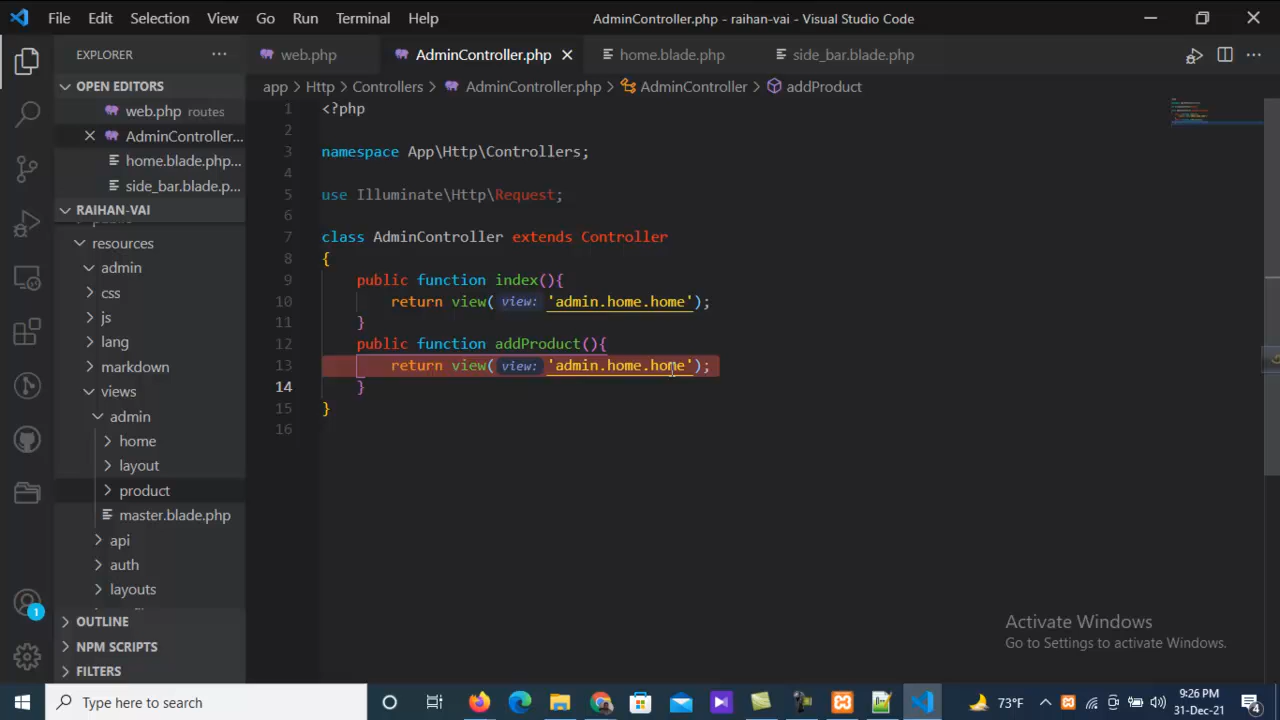 File Edit Selection View Go Run Terminal Help
AdminController.php - raihan-vai - Visual Studio Code
EXPLORER
web.php
AdminController.php
home.blade.php
side_bar.blade.php
OPEN EDITORS
app > Http > Controllers > AdminController.php > AdminController > addProduct
web.php routes
AdminController...
home.blade.php...
side_bar.blade.p...
RAIHAN-VAI
resources
admin
css
js
lang
markdown
views
admin
home
layout
product
master.blade.php
api
auth
layouts
OUTLINE
NPM SCRIPTS
FILTERS
1
1 <?php
2
3 namespace App\Http\Controllers;
4
5 use Illuminate\Http\Request;
6
7 class AdminController extends Controller
8 {
9 public function index(){
10 return view( view: 'admin.home.home');
11 }
12 public function addProduct(){
13 return view( view: 'admin.home.home');
14 }
15 }
16
Activate Windows
Go to Settings to activate Windows.
Type here to search
73°F
9:26 PM
31-Dec-21
4